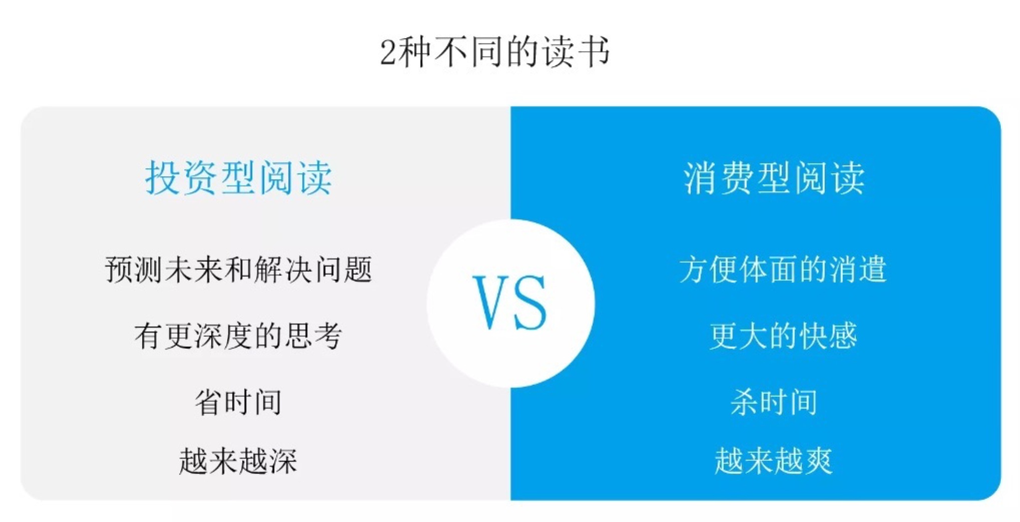 2种不同的读书
投资型阅读
预测未来和解决问题
有更深度的思考
省时间
越来越深
VS
消费型阅读
方便体面的消遣
更大的快感
杀时间
越来越爽